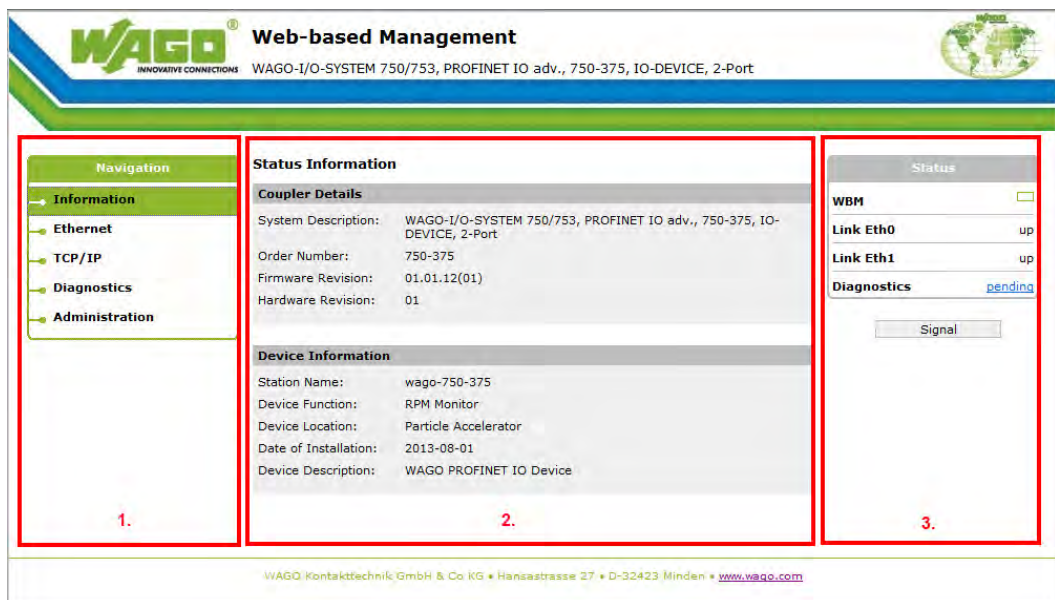 WAGO®
INNOVATIVE CONNECTIONS
Web-based Management
WAGO-I/O-SYSTEM 750/753, PROFINET IO adv., 750-375, IO-DEVICE, 2-Port
wago
Navigation
Information
Ethernet
TCP/IP
Diagnostics
Administration
1.
Status Information
Coupler Details
System Description: WAGO-I/O-SYSTEM 750/753, PROFINET IO adv., 750-375, IO-
DEVICE, 2-Port
Order Number: 750-375
Firmware Revision: 01.01.12(01)
Hardware Revision: 01
Device Information
Station Name: wago-750-375
Device Function: RPM Monitor
Device Location: Particle Accelerator
Date of Installation: 2013-08-01
Device Description: WAGO PROFINET IO Device
2.
Status
WBM
Link Eth0 up
Link Eth1 up
Diagnostics pending
Signal
3.
WAGO Kontakttechnik GmbH & Co KG • Hansastrasse 27 • D-32423 Minden • www.wago.com